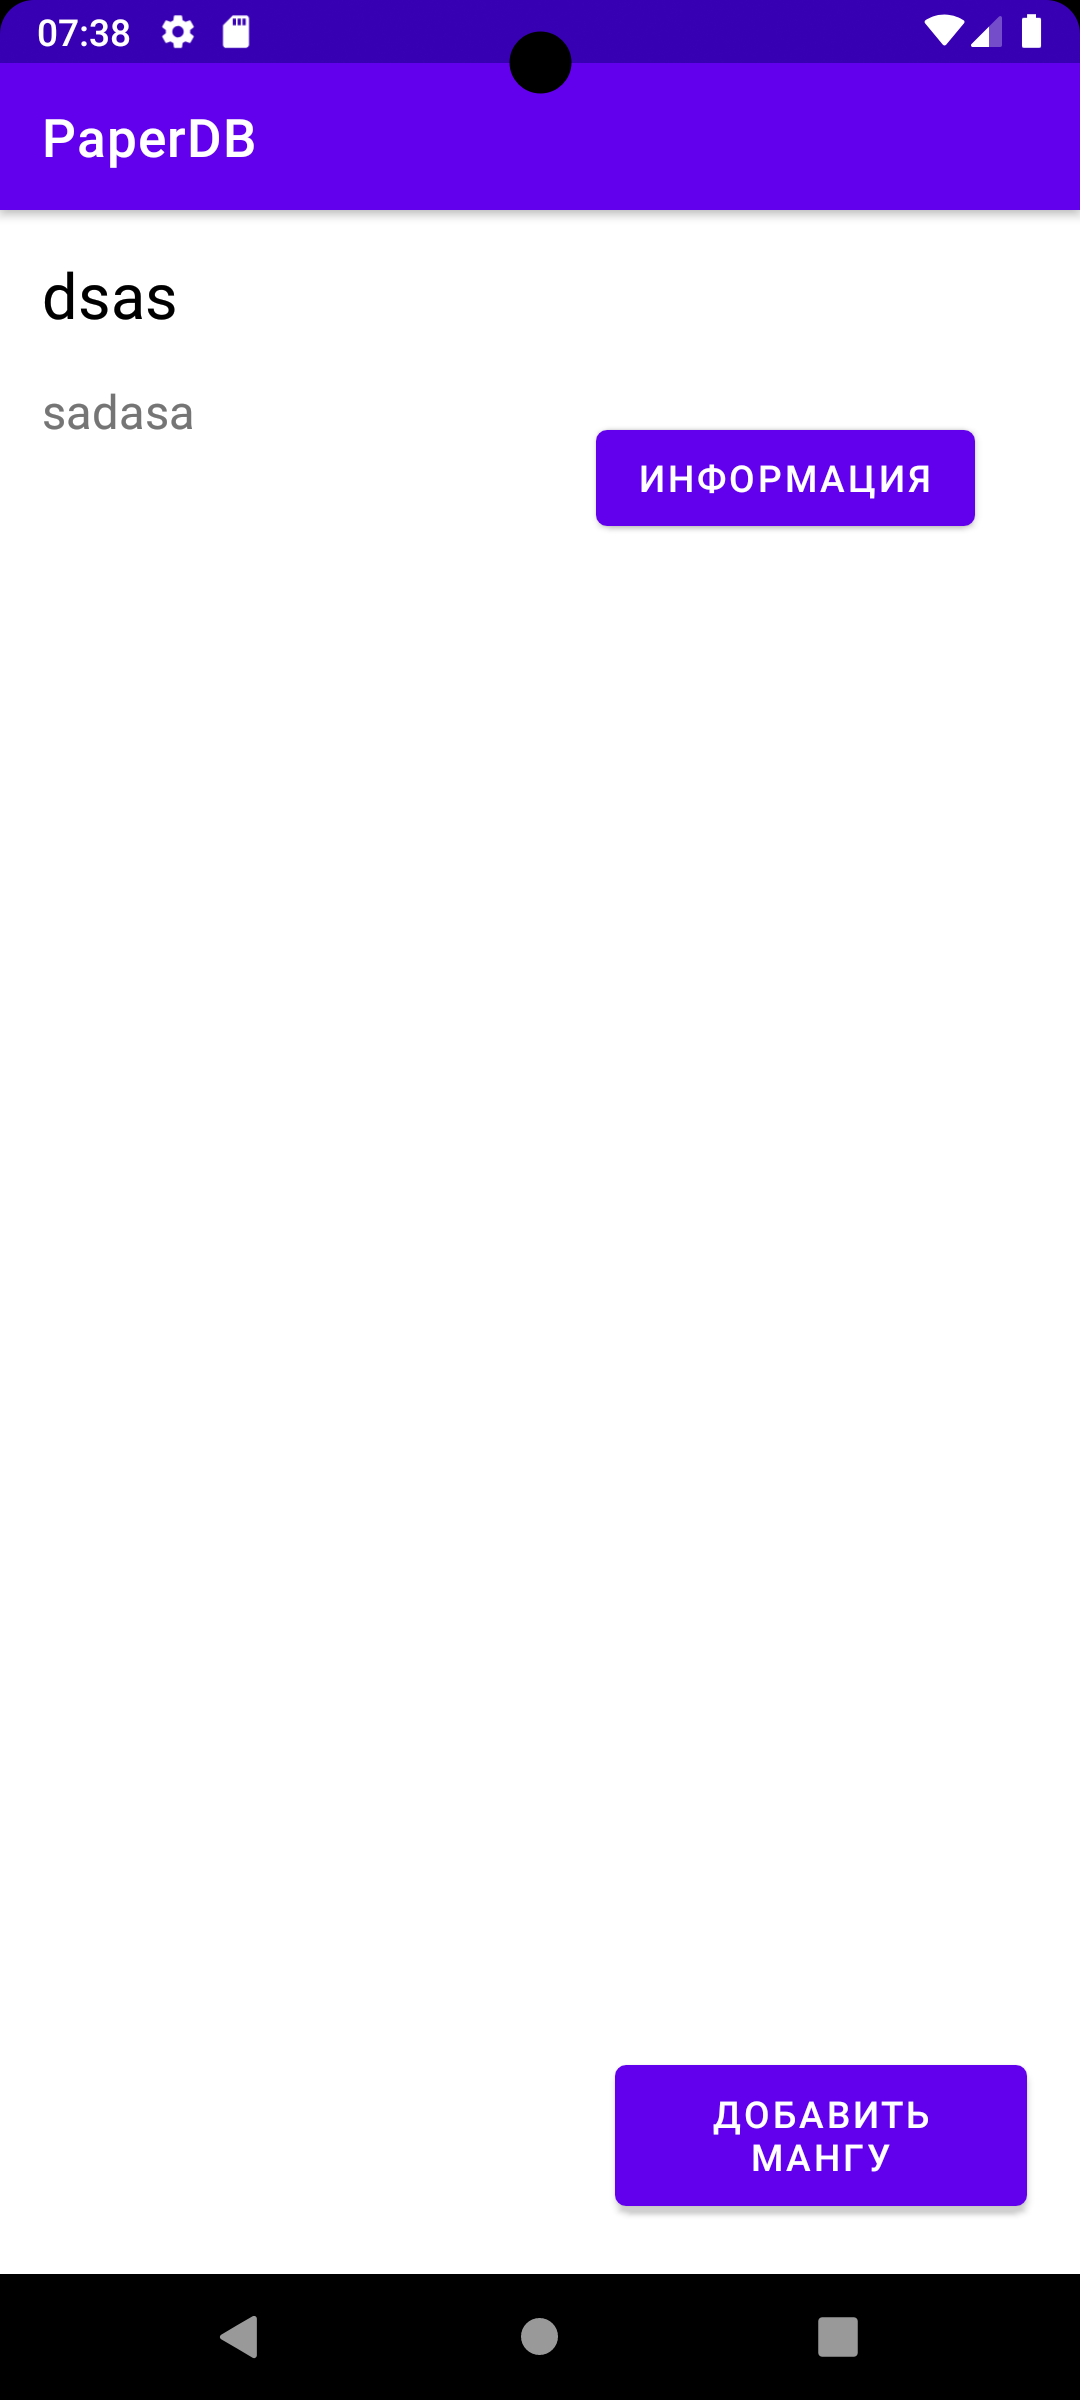 07:38
PaperDB
dsas
sadasa
ИНФОРМАЦИЯ
ДОБАВИТЬ
МАНГУ